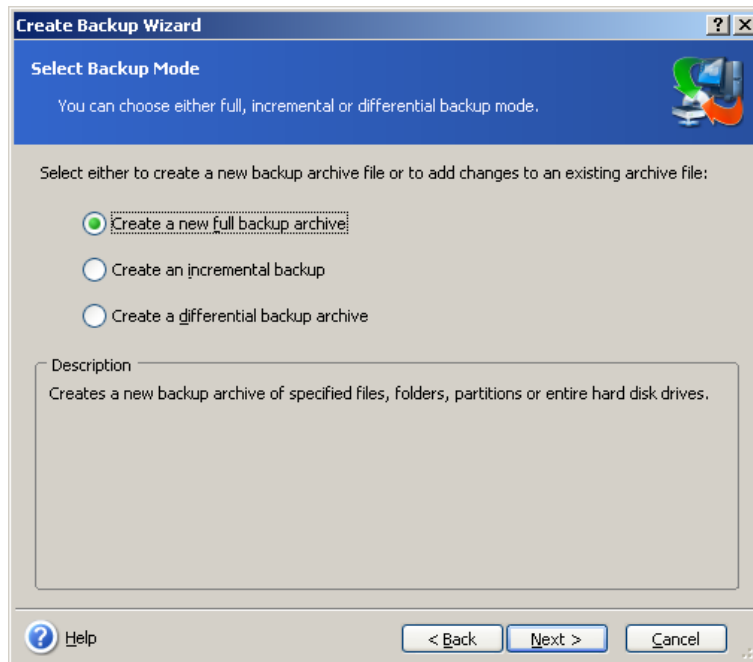 Create Backup Wizard
Select Backup Mode
You can choose either full, incremental or differential backup mode.
Select either to create a new backup archive file or to add changes to an existing archive file:
Create a new full backup archive
Create an incremental backup
Create a differential backup archive
Description
Creates a new backup archive of specified files, folders, partitions or entire hard disk drives.
Help
< Back
Next >
Cancel